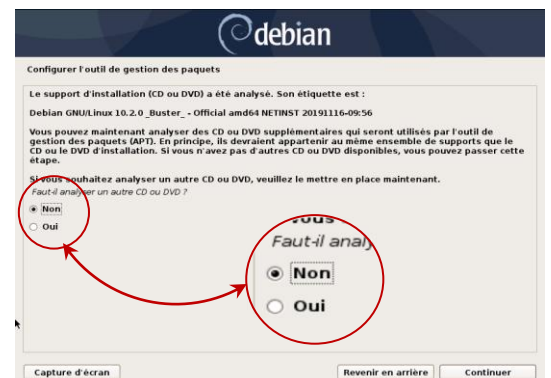 debian
Configurer l'outil de gestion des paquets
Le support d'installation (CD ou DVD) a été analysé. Son étiquette est :
Debian GNU/Linux 10.2.0 _Buster_ - Official amd64 NETINST 20191116-09:56
Vous pouvez maintenant analyser des CD ou DVD supplémentaires qui seront utilisés par l'outil de
gestion des paquets (APT). En principe, ils devraient appartenir au même ensemble de supports que le
CD ou le DVD d'installation. Si vous n'avez pas d'autres CD ou DVD disponibles, vous pouvez passer cette
étape.
Si vous souhaitez analyser un autre CD ou DVD, veuillez le mettre en place maintenant.
Faut-il analyser un autre CD ou DVD ?
Non
Oui
vous
Faut-il analy
Non
Oui
Capture d'écran
Revenir en arrière
Continuer